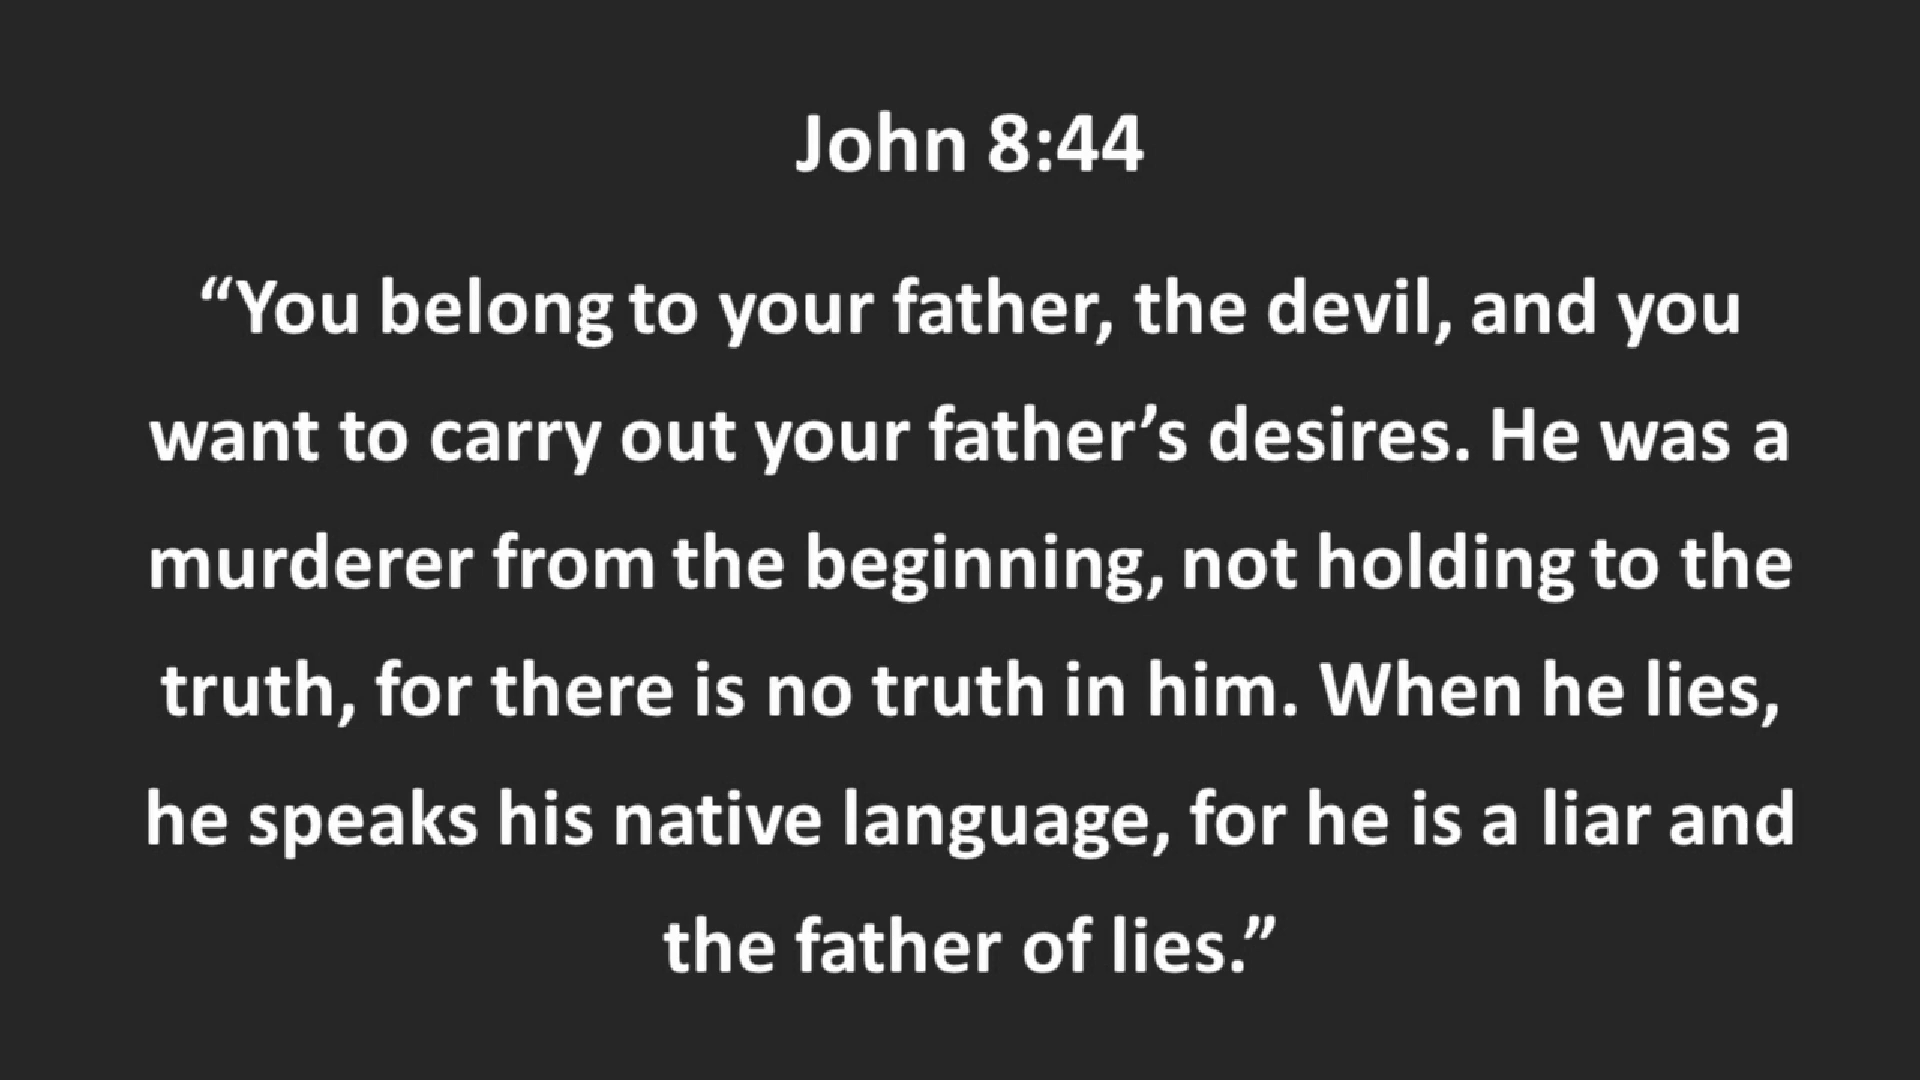 John 8:44
“You belong to your father, the devil, and you
want to carry out your father’s desires. He was a
murderer from the beginning, not holding to the
truth, for there is no truth in him. When he lies,
he speaks his native language, for he is a liar and
the father of lies.”